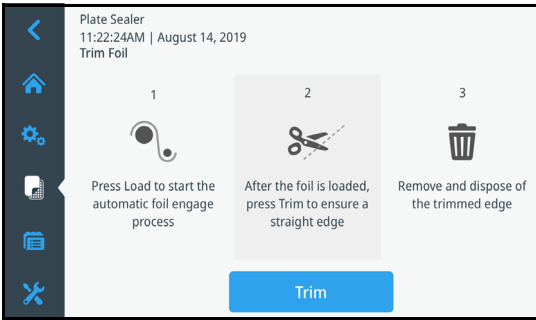 Plate Sealer
11:22:24AM | August 14, 2019
Trim Foil
1
Press Load to start the
automatic foil engage
process
2
After the foil is loaded,
press Trim to ensure a
straight edge
3
Remove and dispose of
the trimmed edge
Trim